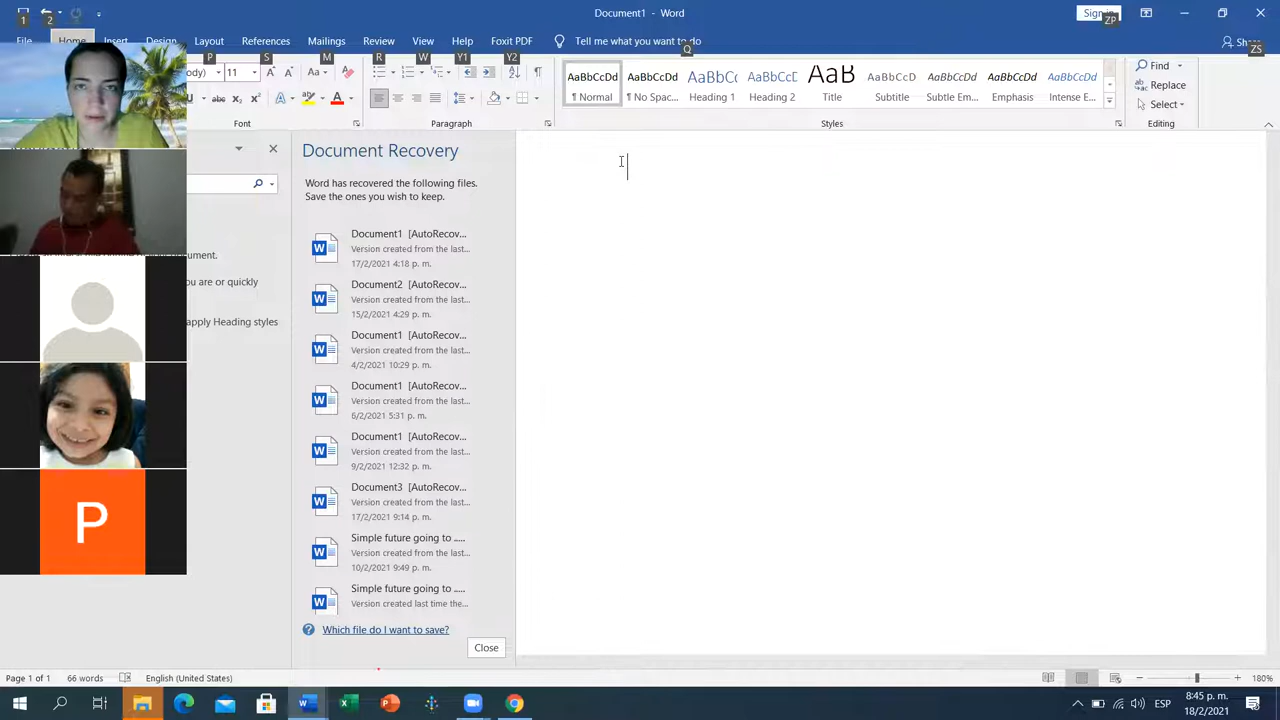 1
2
Document1 - Word
Sign in
ZP
Home
Insert
Design
Layout
References
Mailings
Review
View
Help
Foxit PDF
Tell me what you want to do
Share
P
S
M
R
W
Y1
Y2
Q
ZS
11
AaBbCcDd
¶ Normal
AaBbCcDd
¶ No Spac...
AaBbC
Heading 1
AaBbCcD
Heading 2
AaB
Title
AaBbCcDd
Subtitle
AaBbCcDd
Subtle Em...
AaBbCcDd
Emphasis
AaBbCcDd
Intense E...
Find
Replace
Select
Font
Paragraph
Styles
Editing
Document Recovery
Word has recovered the following files.
Save the ones you wish to keep.
document.
you are or quickly
apply Heading styles
Document1 [AutoRecov...
Version created from the last...
17/2/2021 4:18 p. m.
Document2 [AutoRecov...
Version created from the last...
15/2/2021 4:29 p. m.
Document1 [AutoRecov...
Version created from the last...
4/2/2021 10:29 p. m.
Document1 [AutoRecov...
Version created from the last...
6/2/2021 5:31 p. m.
Document1 [AutoRecov...
Version created from the last...
9/2/2021 12:32 p. m.
Document3 [AutoRecov...
Version created from the last...
17/2/2021 9:14 p. m.
Simple future going to .....
Version created from the last...
10/2/2021 9:49 p. m.
Simple future going to .....
Version created last time the...
Which file do I want to save?
Close
P
Page 1 of 1
66 words
English (United States)
180%
ESP
8:45 p. m.
18/2/2021